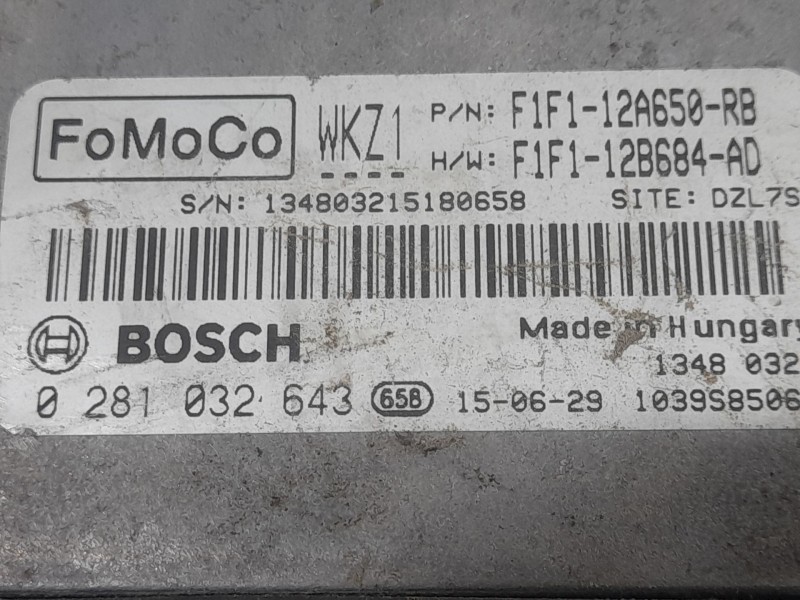 FoMoCo WKZ1 P/N: F1F1-12A650-RB
H/W: F1F1-12B684-AD
S/N: 134803215180658 SITE: DZL7S
BOSCH Made in Hungary
1348 032
0 281 032 643 658 15-06-29 1039S8506